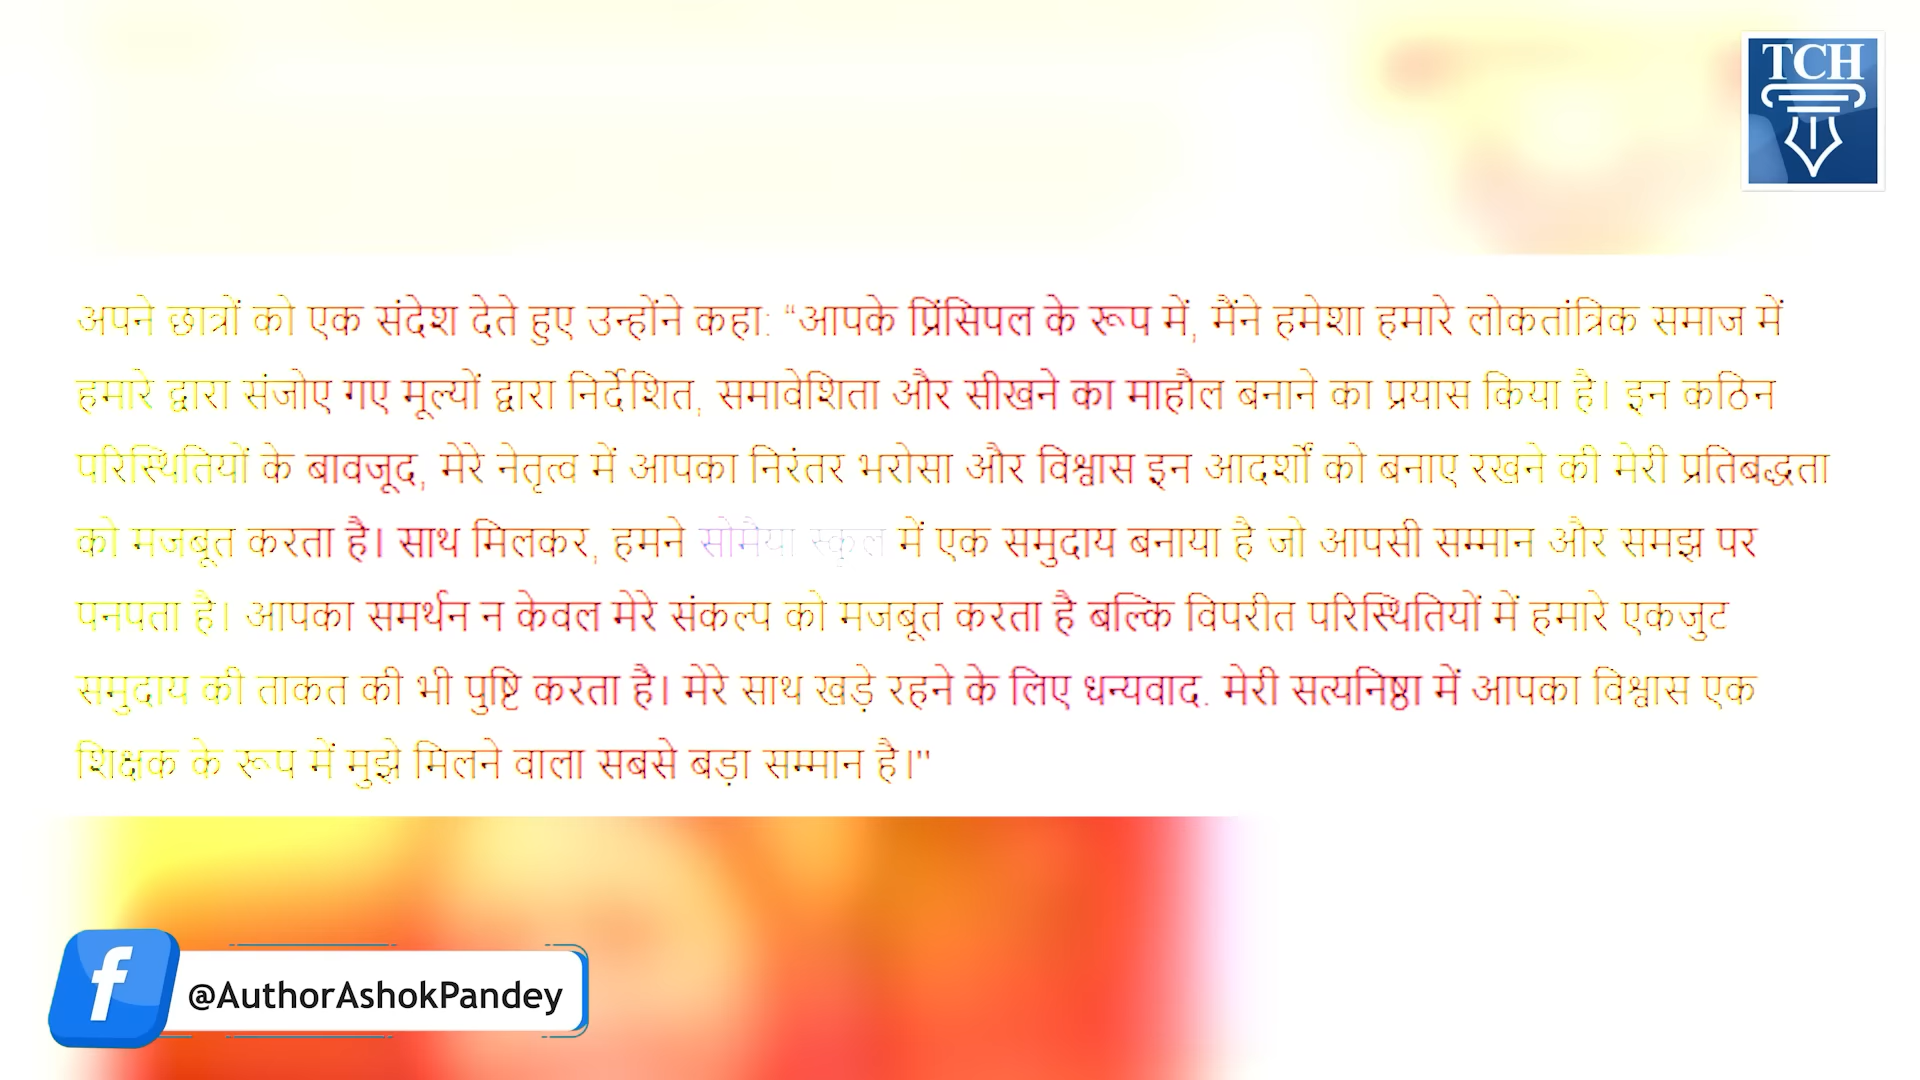 TCH
अपने छात्रों को एक संदेश देते हुए उन्होंने कहा: “आपके प्रिंसिपल के रूप में, मैंने हमेशा हमारे लोकतांत्रिक समाज में
हमारे द्वारा संजोए गए मूल्यों द्वारा निर्देशित, समावेशिता और सीखने का माहौल बनाने का प्रयास किया है। इन कठिन
परिस्थितियों के बावजूद, मेरे नेतृत्व में आपका निरंतर भरोसा और विश्वास इन आदर्शों को बनाए रखने की मेरी प्रतिबद्धता
को मजबूत करता है। साथ मिलकर, हमने सोमैया स्कूल में एक समुदाय बनाया है जो आपसी सम्मान और समझ पर
पनपता है। आपका समर्थन न केवल मेरे संकल्प को मजबूत करता है बल्कि विपरीत परिस्थितियों में हमारे एकजुट
समुदाय की ताकत की भी पुष्टि करता है। मेरे साथ खड़े रहने के लिए धन्यवाद. मेरी सत्यनिष्ठा में आपका विश्वास एक
शिक्षक के रूप में मुझे मिलने वाला सबसे बड़ा सम्मान है।"
@AuthorAshokPandey